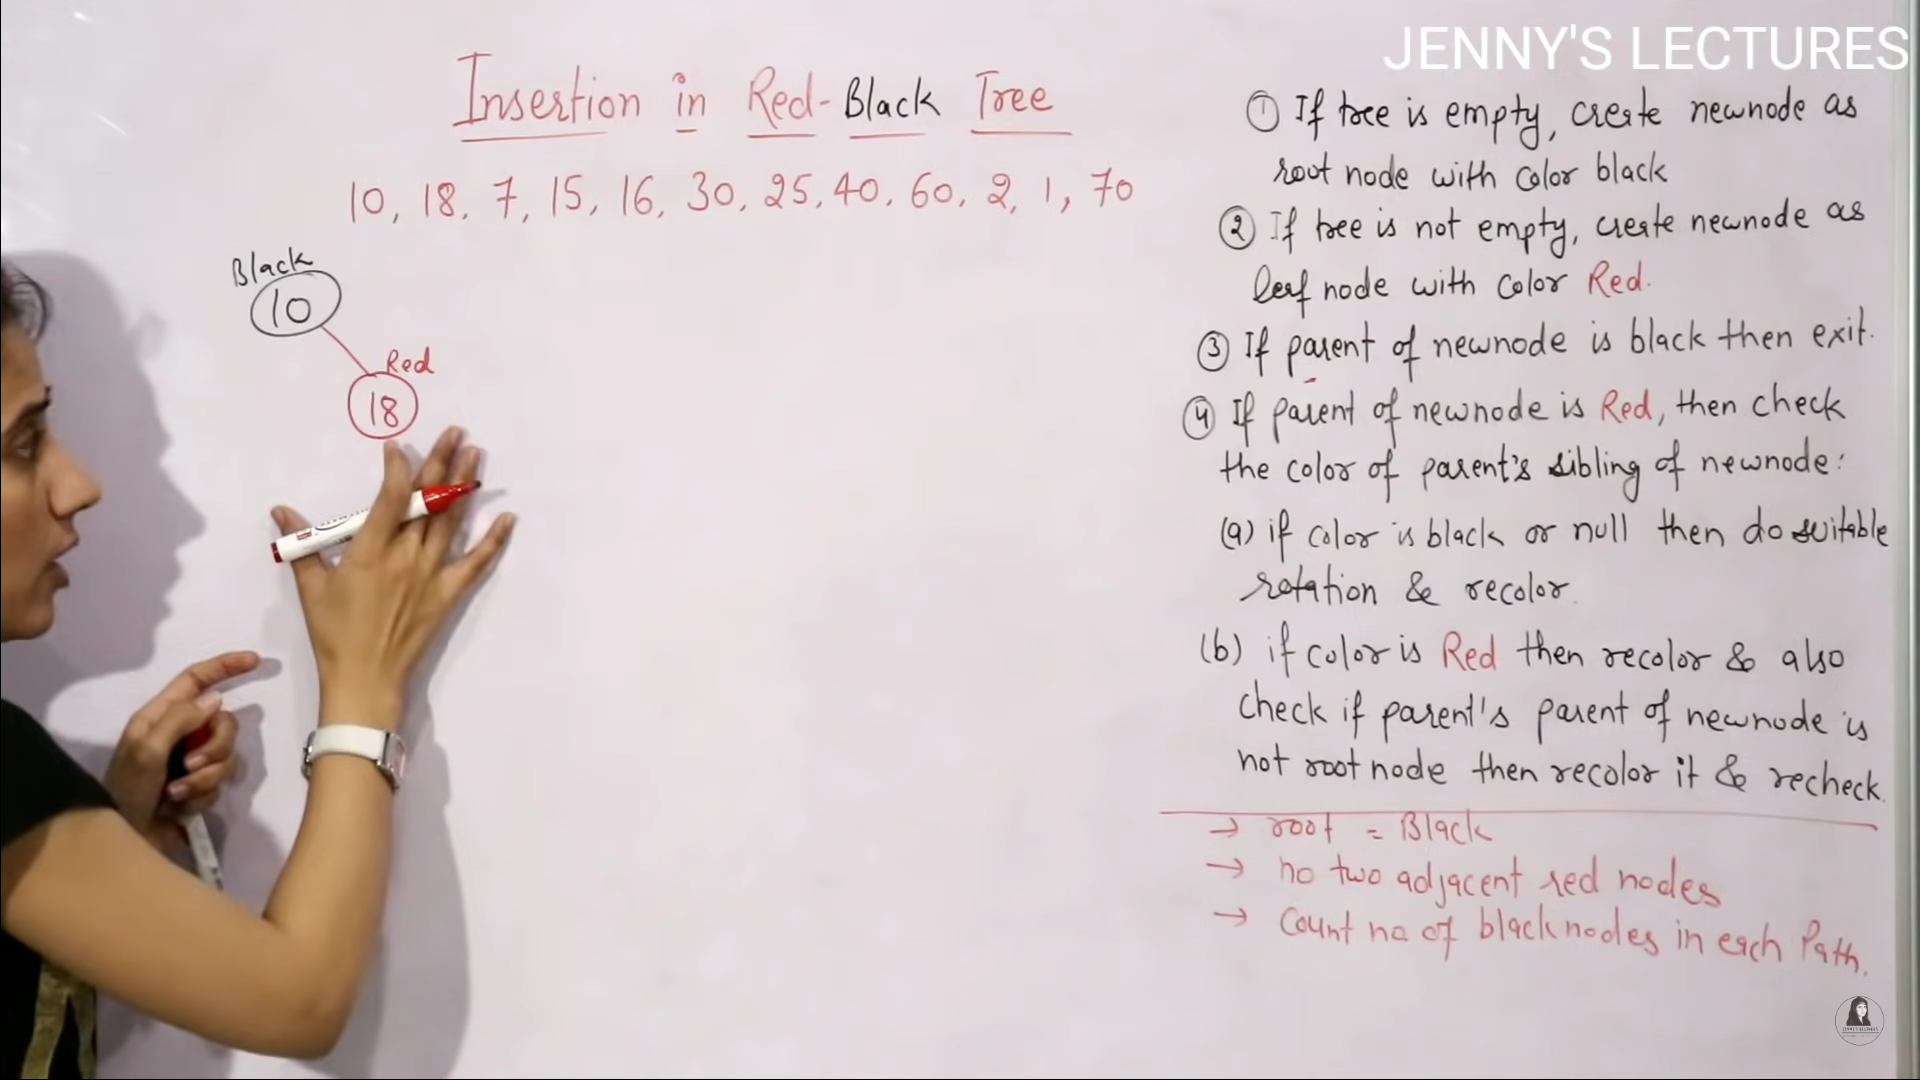 JENNY'S LECTURES
Insertion in Red-Black Tree
10, 18, 7, 15, 16, 30, 25, 40, 60, 2, 1, 70
Black
10
Red
18
① If tree is empty, create newnode as
root node with color black
② If tree is not empty, create newnode as
leaf node with color Red.
③ If parent of newnode is black then exit.
④ If parent of newnode is Red, then check
the color of parent's sibling of newnode:
(a) if color is black or null then do suitable
rotation & recolor.
(b) if color is Red then recolor & also
check if parent's parent of newnode is
not root node then recolor it & recheck.
→ root = Black
→ no two adjacent red nodes
→ Count no of black nodes in each Path.